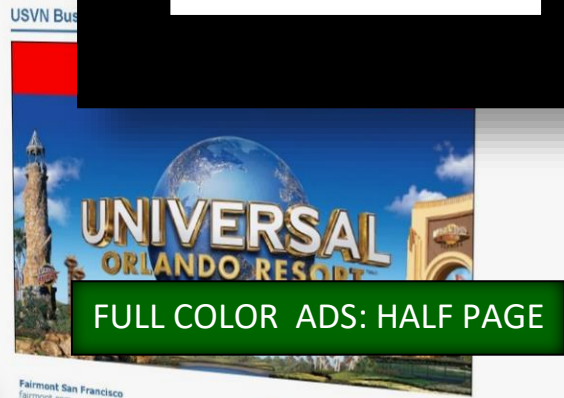 USVN Bus
UNIVERSAL
ORLANDO RESORT
FULL COLOR ADS: HALF PAGE
Fairmont San Francisco